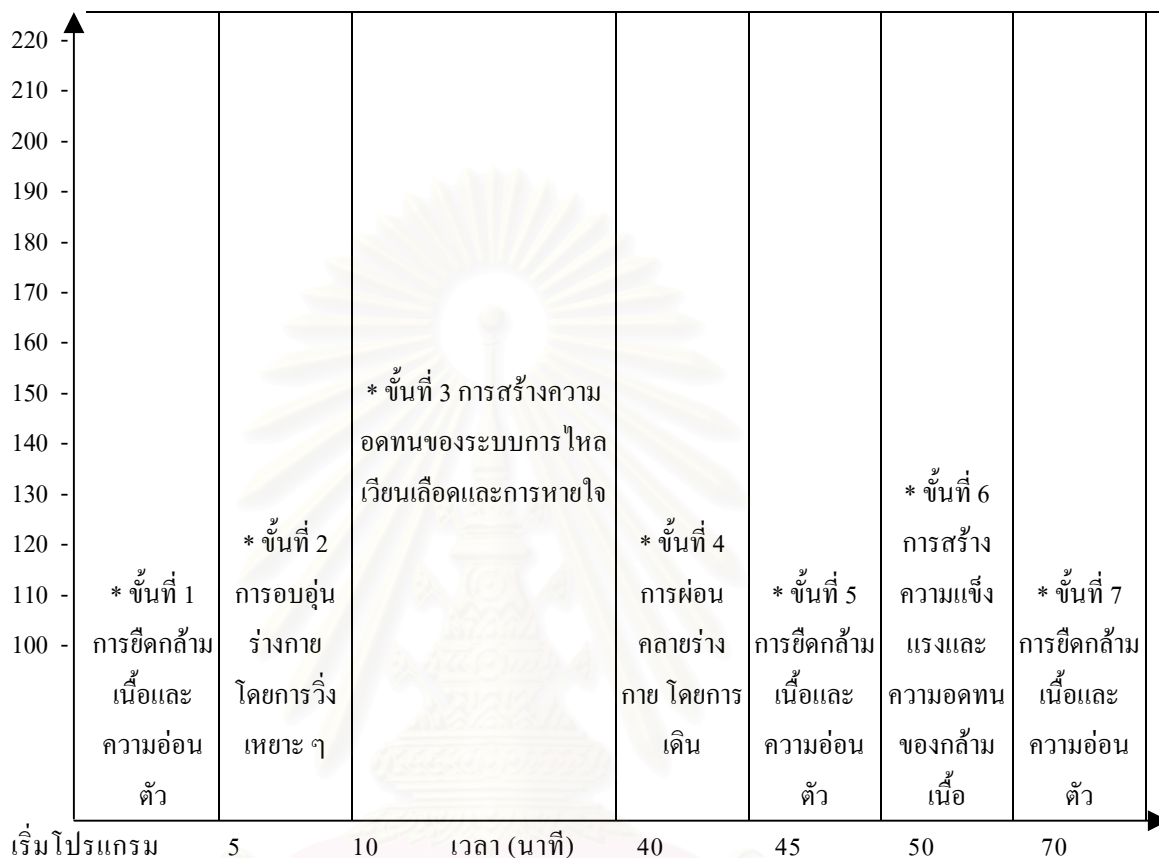 220 -
210 -
200 -
190 -
180 -
170 -
160 -
150 -
140 -
130 -
120 -
110 -
100 -
* ขั้นที่ 1
การยืดกล้าม
เนื้อและ
ความอ่อน
ตัว
* ขั้นที่ 2
การอบอุ่น
ร่างกาย
โดยการวิ่ง
เหยาะ ๆ
* ขั้นที่ 3 การสร้างความ
อดทนของระบบการไหล
เวียนเลือดและการหายใจ
* ขั้นที่ 4
การผ่อน
คลายร่าง
กาย โดยการ
เดิน
* ขั้นที่ 5
การยืดกล้าม
เนื้อและ
ความอ่อน
ตัว
* ขั้นที่ 6
การสร้าง
ความแข็ง
แรงและ
ความอดทน
ของกล้าม
เนื้อ
* ขั้นที่ 7
การยืดกล้าม
เนื้อและ
ความอ่อน
ตัว
เริ่มโปรแกรม 5 10 เวลา (นาที) 40 45 50 70